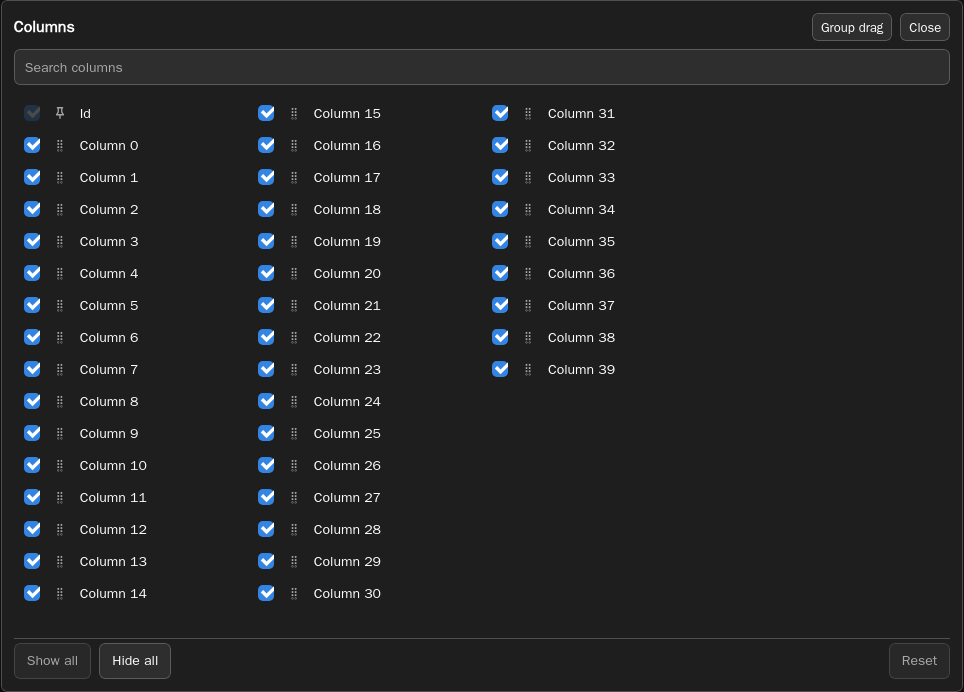 Columns
Group drag
Close
Search columns
Id
Column 0
Column 1
Column 2
Column 3
Column 4
Column 5
Column 6
Column 7
Column 8
Column 9
Column 10
Column 11
Column 12
Column 13
Column 14
Column 15
Column 16
Column 17
Column 18
Column 19
Column 20
Column 21
Column 22
Column 23
Column 24
Column 25
Column 26
Column 27
Column 28
Column 29
Column 30
Column 31
Column 32
Column 33
Column 34
Column 35
Column 36
Column 37
Column 38
Column 39
Show all
Hide all
Reset